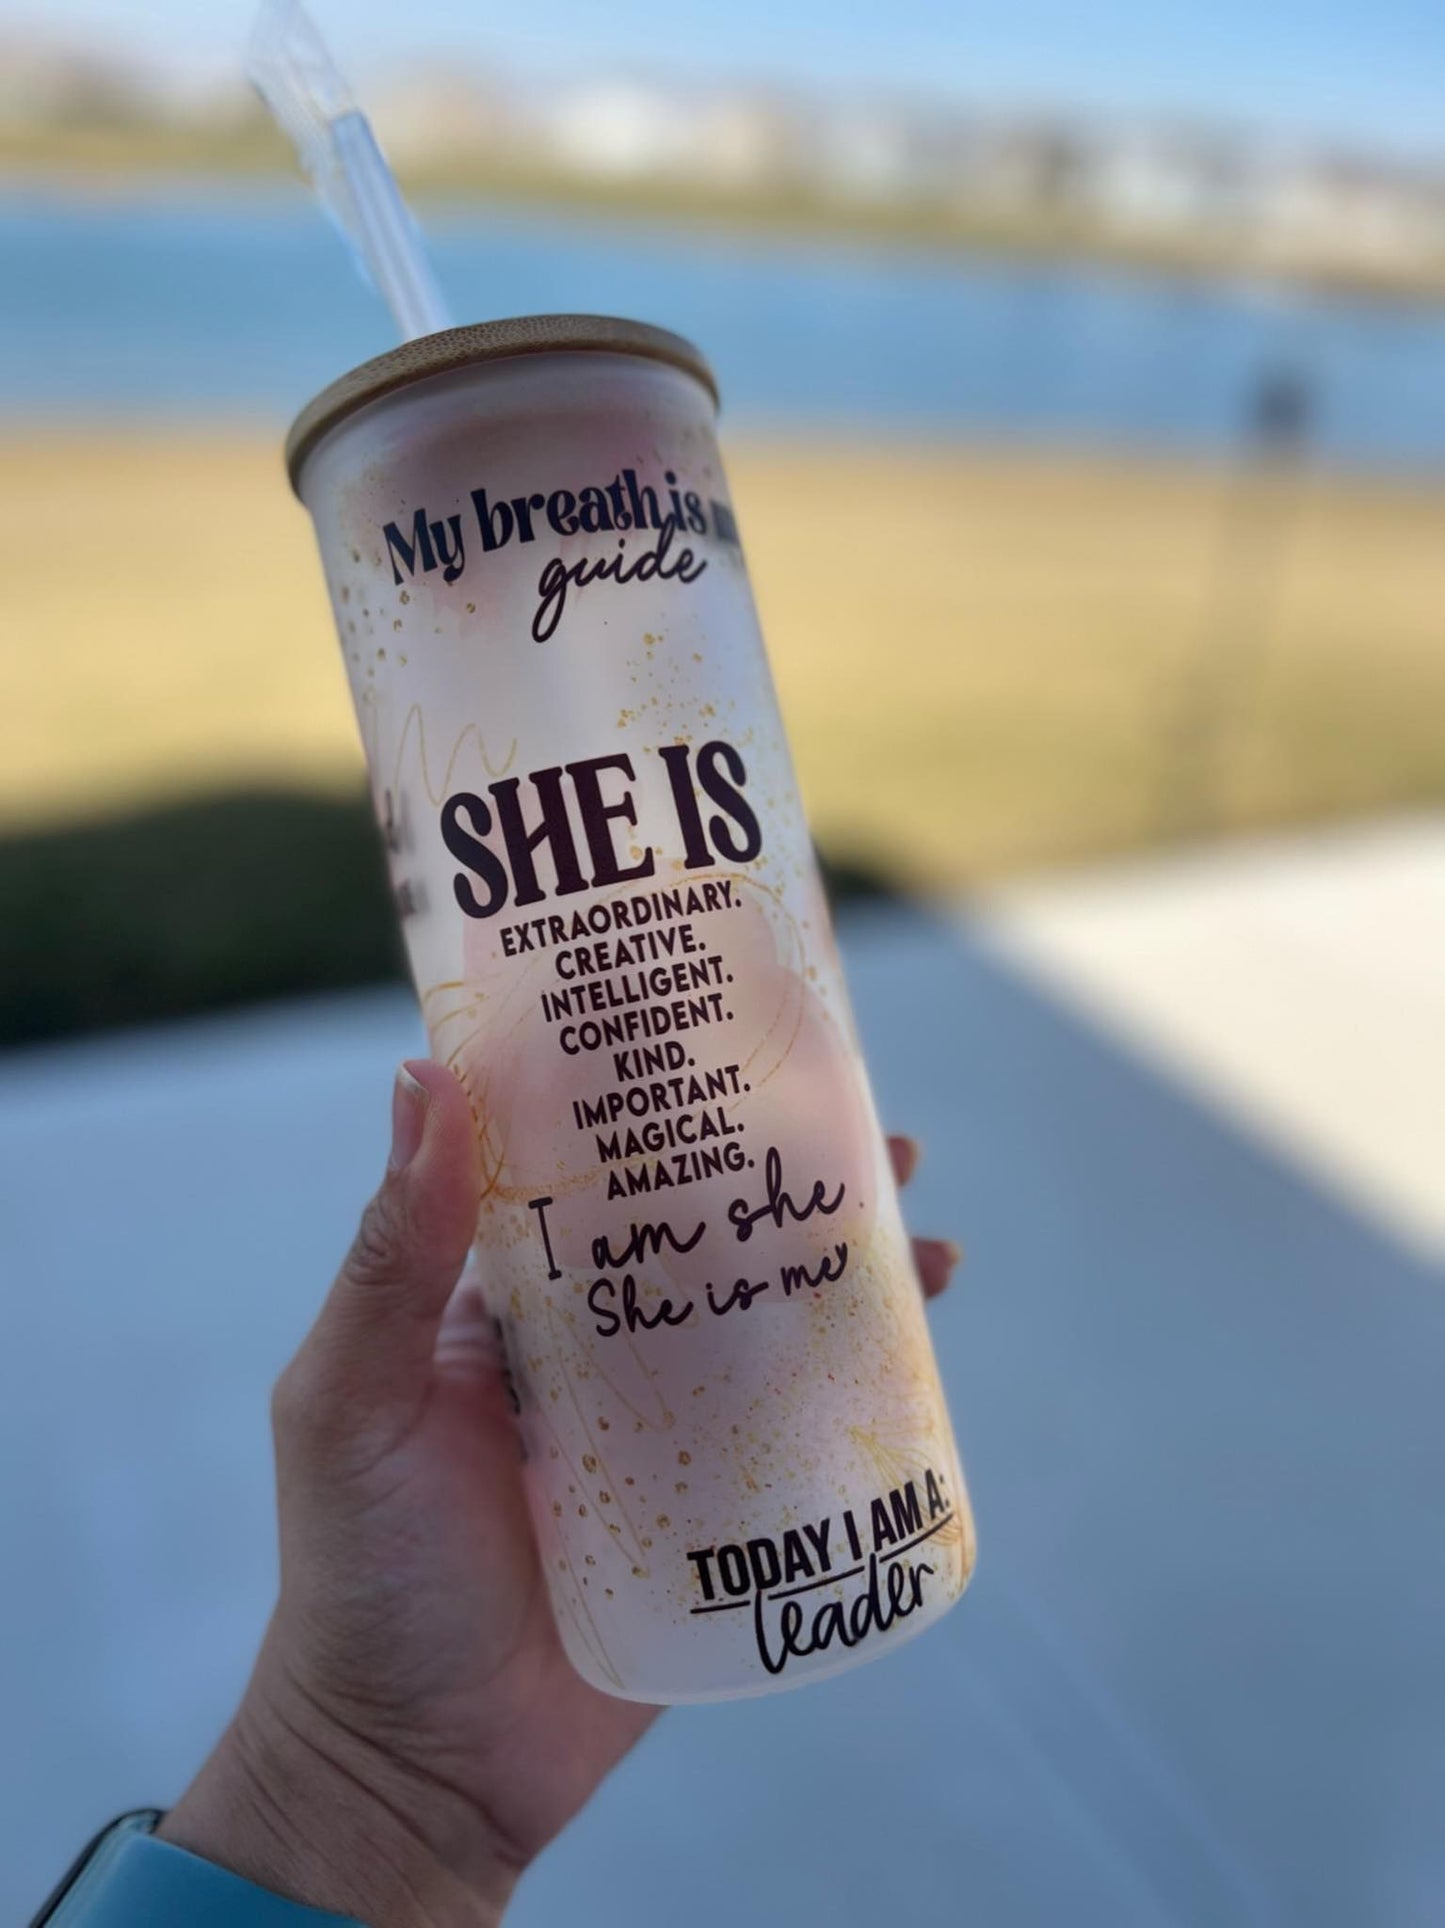 My breath is
guide
SHE IS
EXTRAORDINARY.
CREATIVE.
INTELLIGENT.
CONFIDENT.
KIND.
IMPORTANT.
MAGICAL.
AMAZING.
I am she.
She is me
TODAY I AM A:
leader